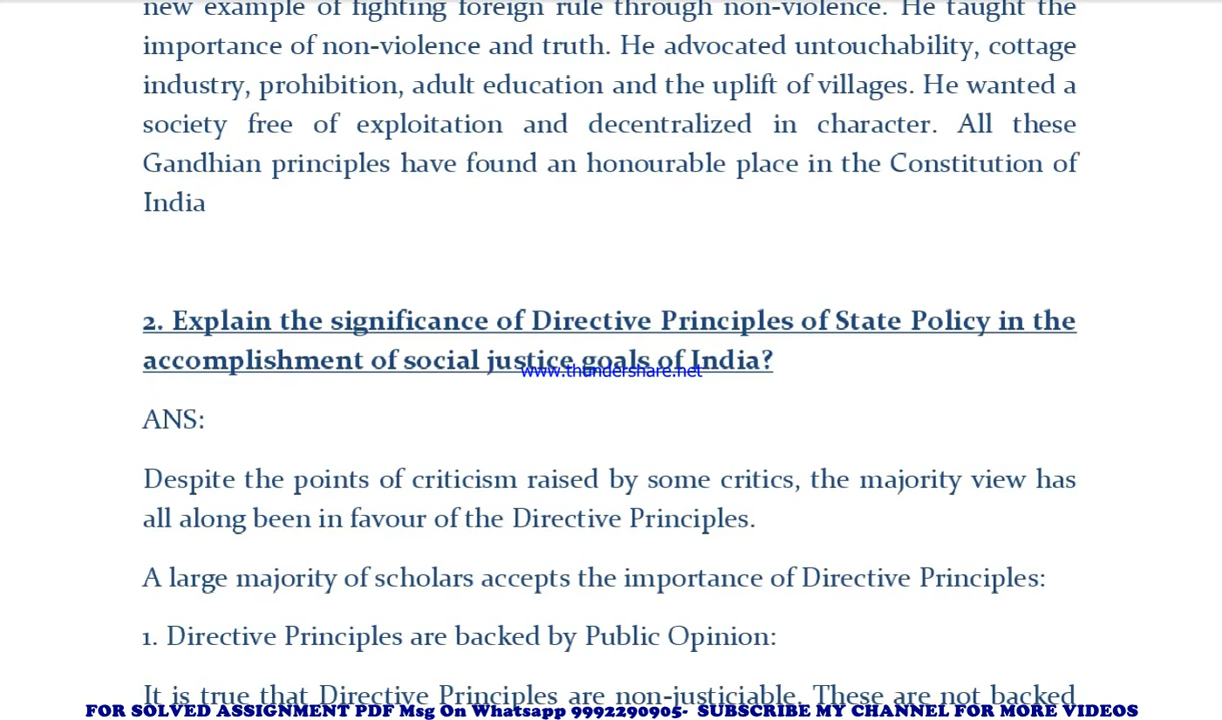 new example of fighting foreign rule through non-violence. He taught the
importance of non-violence and truth. He advocated untouchability, cottage
industry, prohibition, adult education and the uplift of villages. He wanted a
society free of exploitation and decentralized in character. All these
Gandhian principles have found an honourable place in the Constitution of
India
2. Explain the significance of Directive Principles of State Policy in the
accomplishment of social justice goals of India?
www.thundershare.net
ANS:
Despite the points of criticism raised by some critics, the majority view has
all along been in favour of the Directive Principles.
A large majority of scholars accepts the importance of Directive Principles:
1. Directive Principles are backed by Public Opinion:
It is true that Directive Principles are non-justiciable. These are not backed
FOR SOLVED ASSIGNMENT PDF Msg On Whatsapp 9992290905- SUBSCRIBE MY CHANNEL FOR MORE VIDEOS